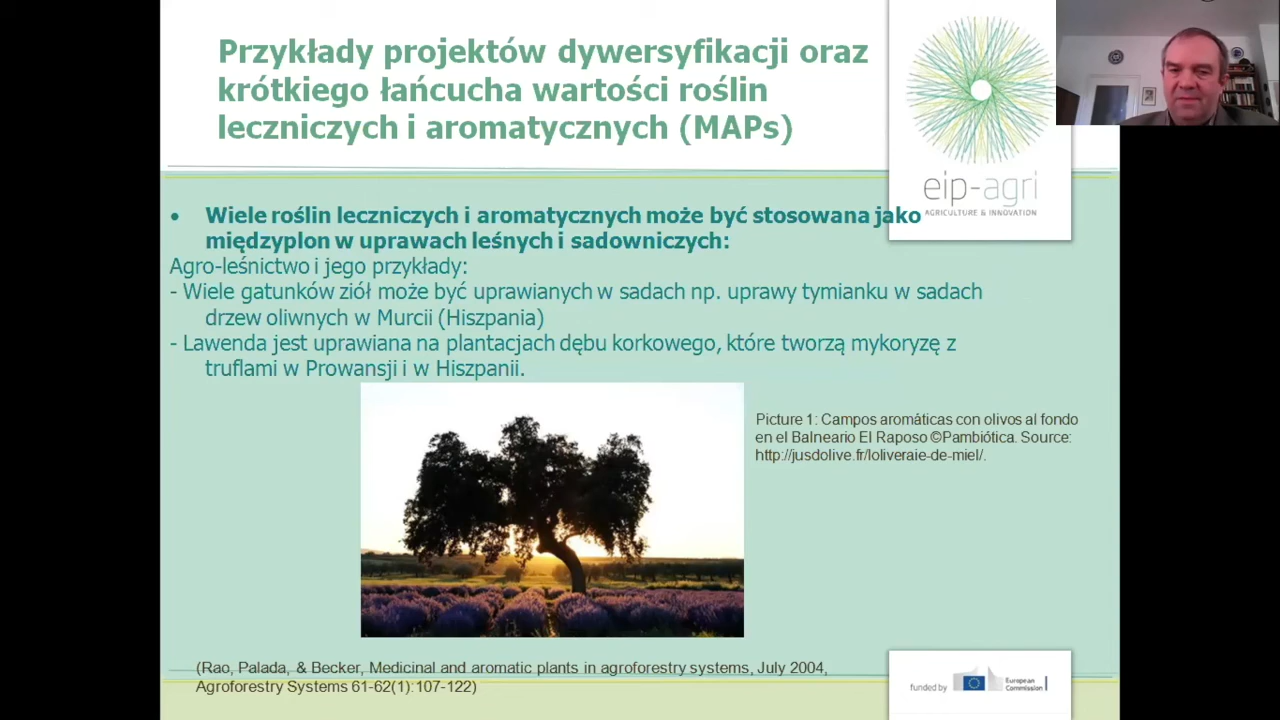 Przykłady projektów dywersyfikacji oraz
krótkiego łańcucha wartości roślin
leczniczych i aromatycznych (MAPs)
eip-agri
AGRICULTURE & INNOVATION
• Wiele roślin leczniczych i aromatycznych może być stosowana jako
międzyplon w uprawach leśnych i sadowniczych:
Agro-leśnictwo i jego przykłady:
- Wiele gatunków ziół może być uprawianych w sadach np. uprawy tymianku w sadach
drzew oliwnych w Murcii (Hiszpania)
- Lawenda jest uprawiana na plantacjach dębu korkowego, które tworzą mykoryzę z
truflami w Prowansji i w Hiszpanii.
Picture 1: Campos aromáticas con olivos al fondo
en el Balneario El Raposo ©Pambiótica. Source:
http://jusdolive.fr/loliveraie-de-miel/.
(Rao, Palada, & Becker, Medicinal and aromatic plants in agroforestry systems, July 2004,
Agroforestry Systems 61-62(1):107-122)
funded by
European
Commission